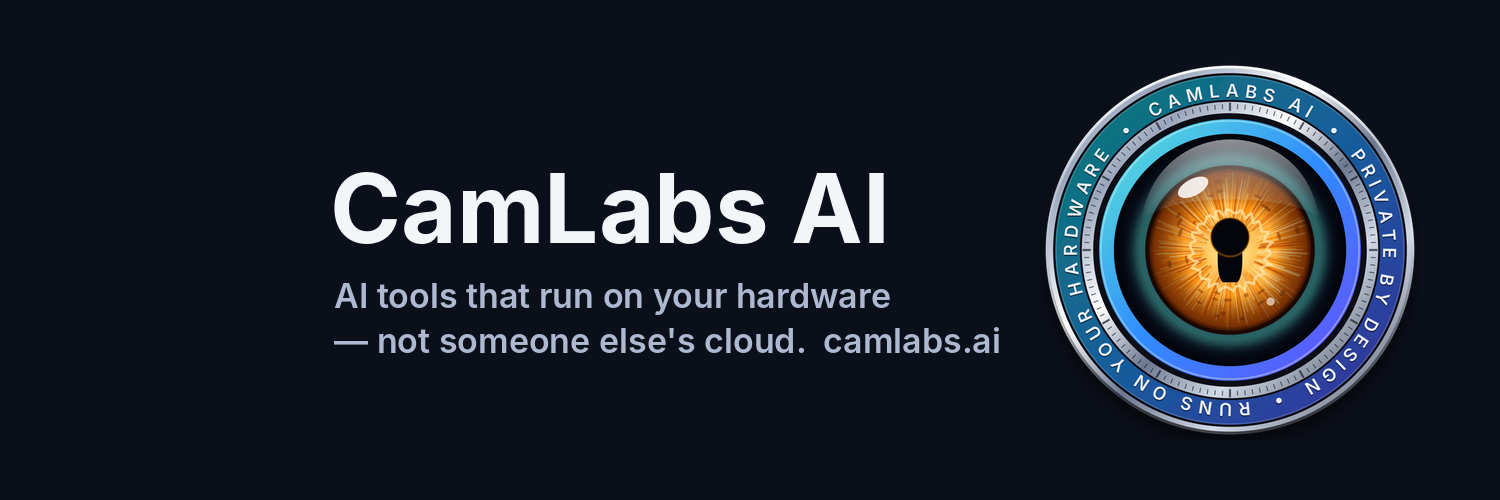 CamLabs AI
AI tools that run on your hardware
— not someone else's cloud. camlabs.ai
CAMLABS AI • PRIVATE BY DESIGN • RUNS ON YOUR HARDWARE •